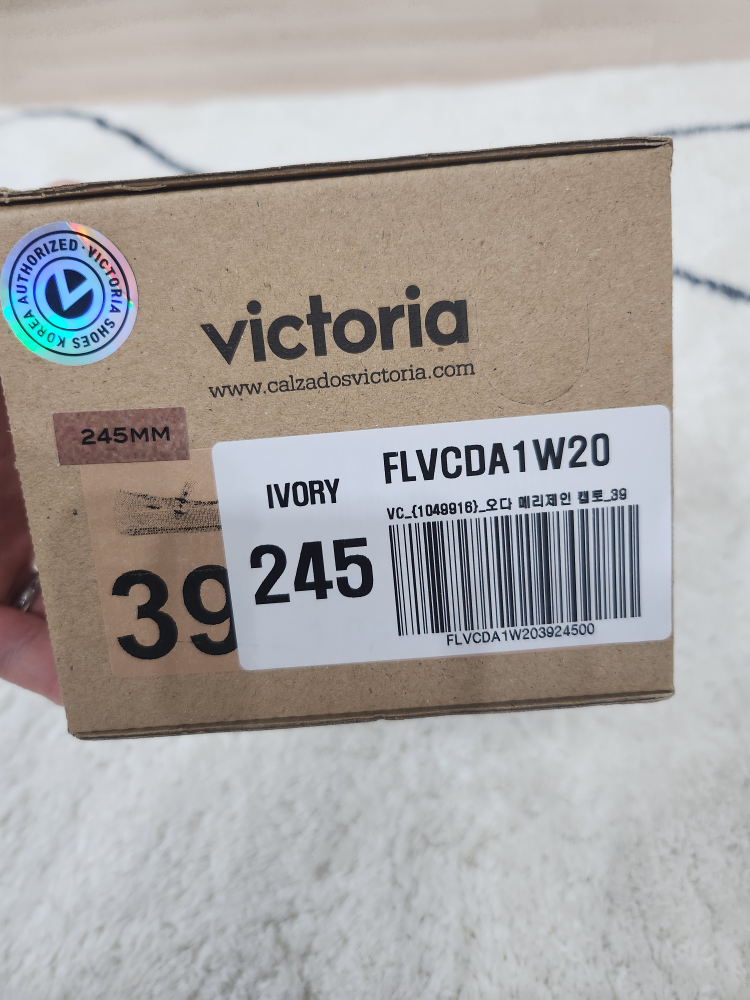 AUTHORIZED · VICTORIA SHOES KOREA
victoria
www.calzadosvictoria.com
245MM
IVORY
FLVCDA1W20
VC_{1049916}_오다 메리제인 캠토_39
245
39
FLVCDA1W203924500